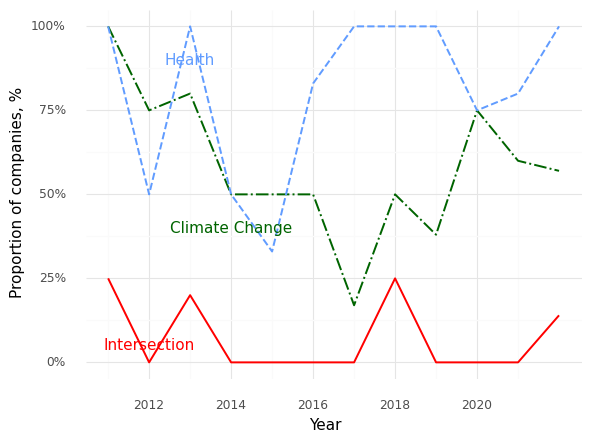 100%
Health
75%
50%
Climate Change
25%
Intersection
0%
Proportion of companies, %
2012 2014 2016 2018 2020
Year